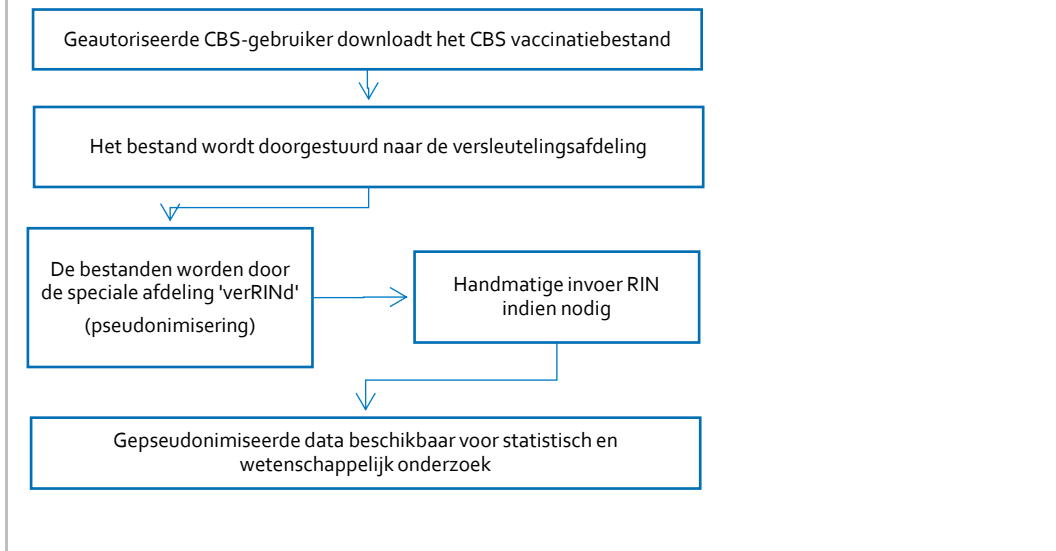 Geautoriseerde CBS-gebruiker downloadt het CBS vaccinatiebestand
Het bestand wordt doorgestuurd naar de versleutelingsafdeling
De bestanden worden door
de speciale afdeling 'verRINd'
(pseudonimisering)
Handmatige invoer RIN
indien nodig
Gepseudonimiseerde data beschikbaar voor statistisch en
wetenschappelijk onderzoek